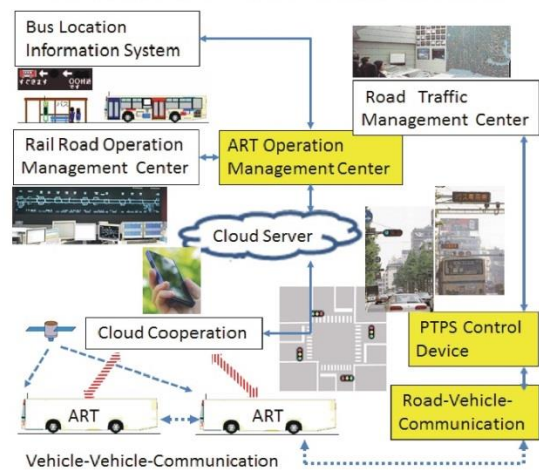 Bus Location
Information System
Road Traffic
Management Center
Rail Road Operation
Management Center
ART Operation
Management Center
Cloud Server
Cloud Cooperation
PTPS Control
Device
ART
ART
Road-Vehicle-
Communication
Vehicle-Vehicle-Communication